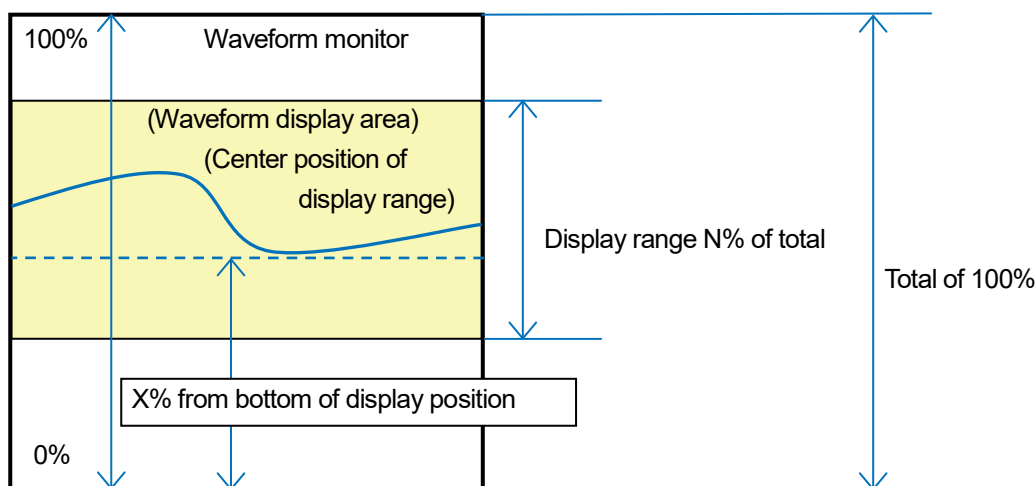 100%
Waveform monitor
(Waveform display area)
(Center position of
display range)
Display range N% of total
Total of 100%
X% from bottom of display position
0%